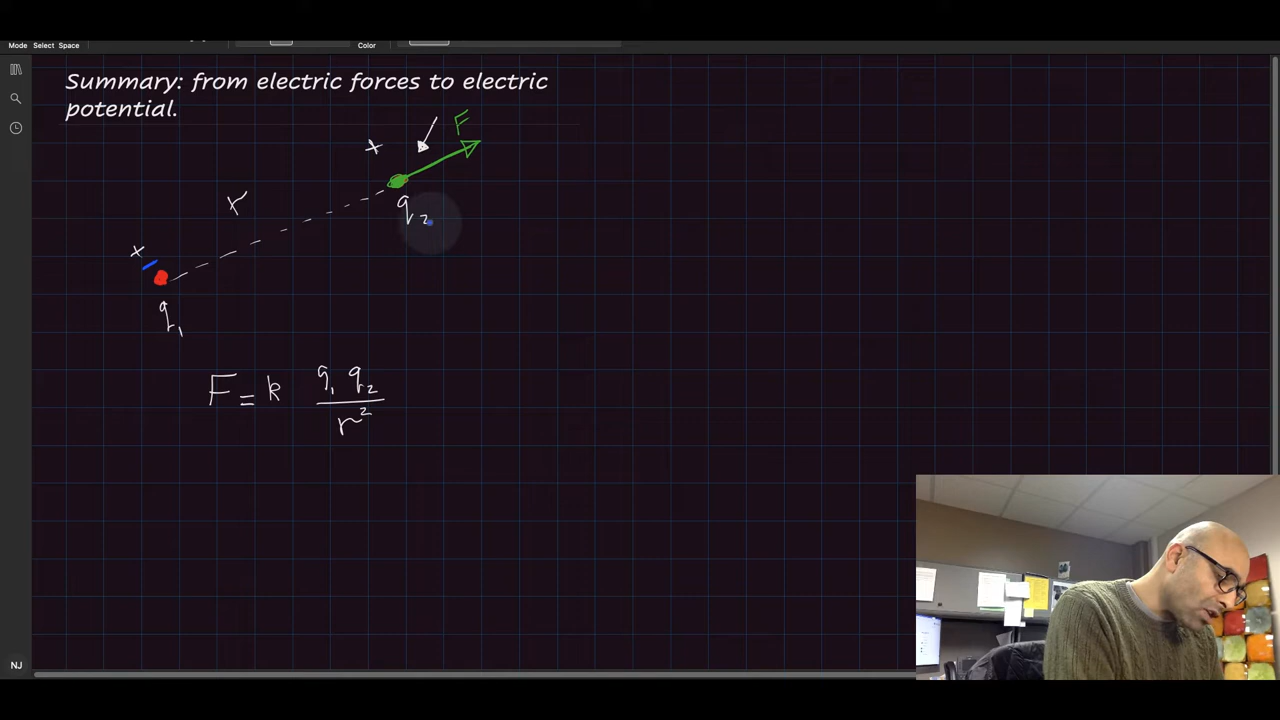 Mode Select Space
Color
Summary: from electric forces to electric
potential.
F
+
r
q₂
+
q₁
F = k q₁ q₂ / r²
NJ